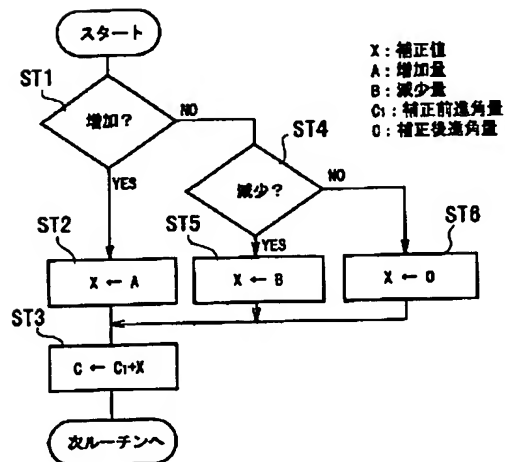 スタート
X：補正値
A：増加量
B：減少量
C₁：補正前進角量
0：補正後進角量
ST1
増加？
NO
ST4
YES
減少？
NO
ST2
ST5
YES
ST6
X ← A
X ← B
X ← 0
ST3
C ← C₁+X
次ルーチンへ